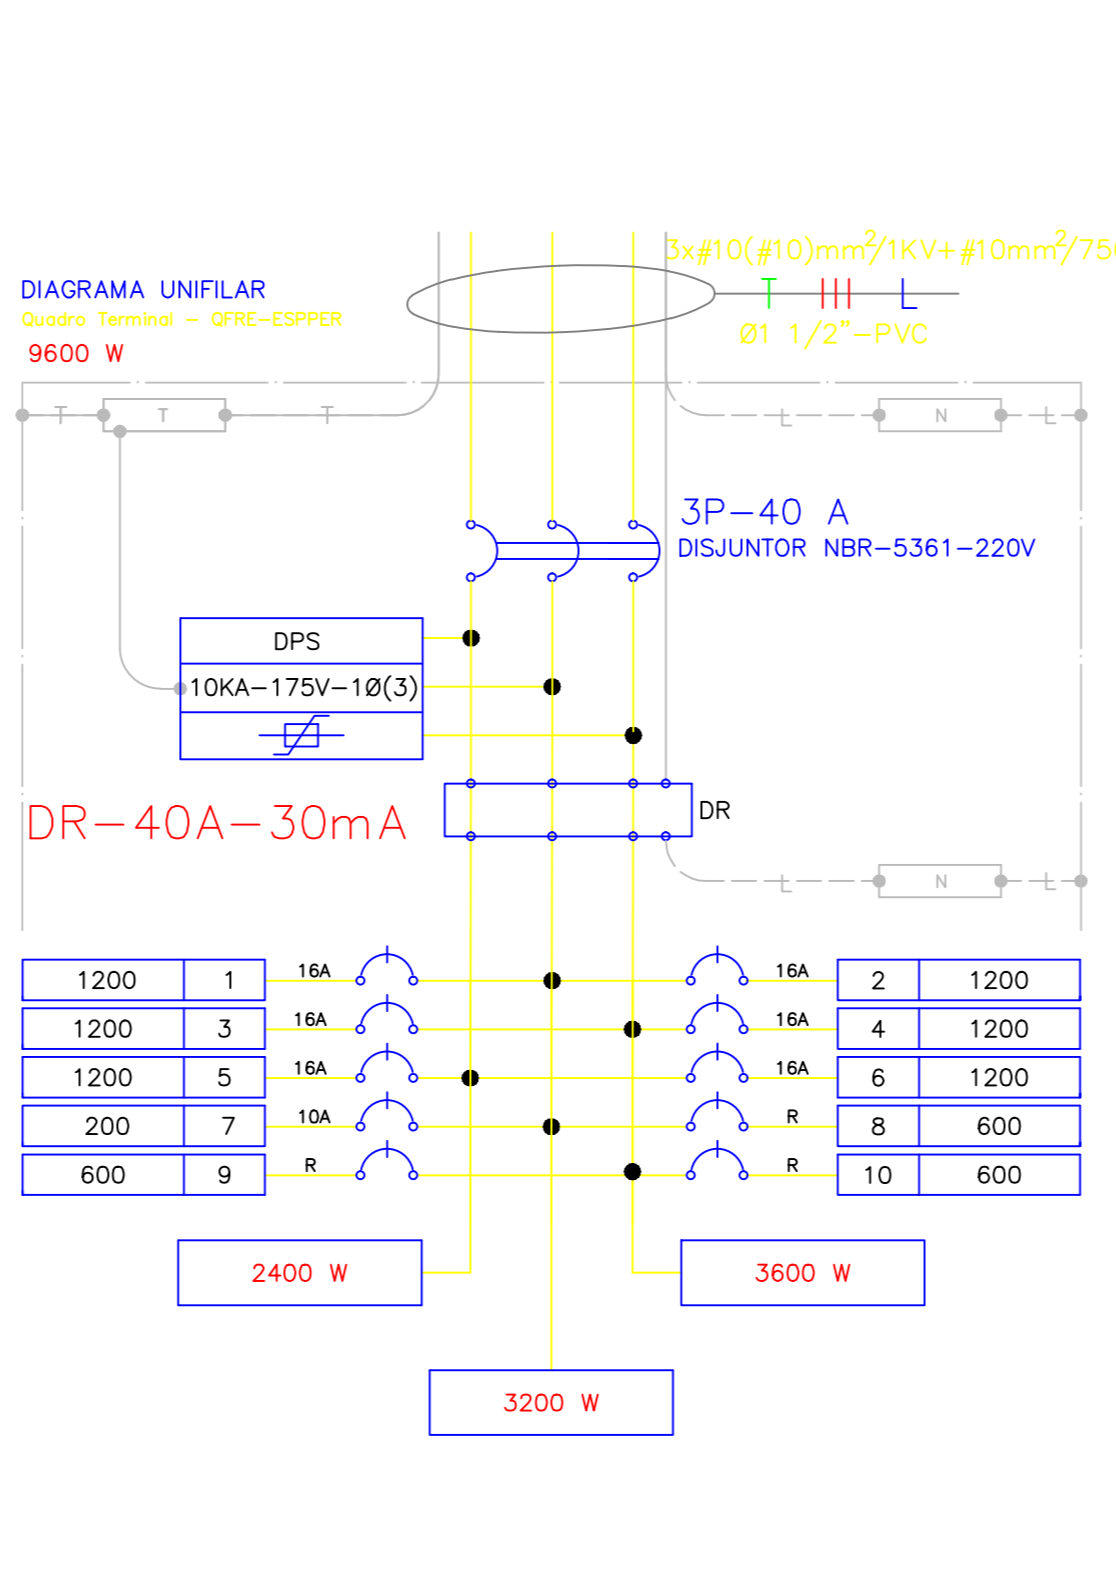 3x#10(#10)mm²/1KV+#10mm²/750
DIAGRAMA UNIFILAR
Quadro Terminal - QFRE-ESPPER
Ø1 1/2"-PVC
9600 W
T
T
T
L
N
L
3P-40 A
DISJUNTOR NBR-5361-220V
DPS
10KA-175V-1Ø(3)
DR-40A-30mA
DR
L
N
L
1200 1 16A 16A 2 1200
1200 3 16A 16A 4 1200
1200 5 16A 16A 6 1200
200 7 10A R 8 600
600 9 R R 10 600
2400 W
3600 W
3200 W